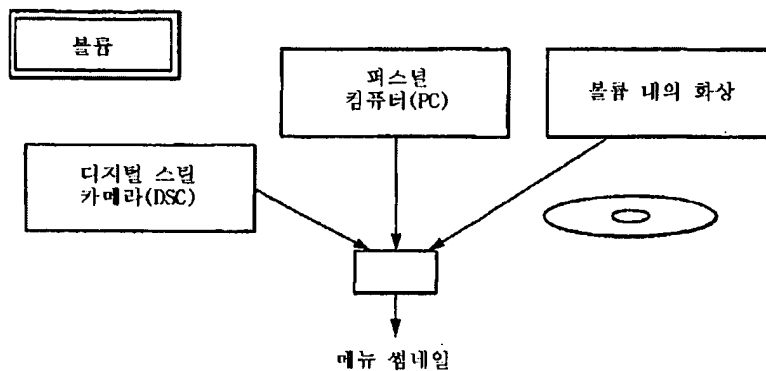 볼륨
퍼스널
컴퓨터(PC)
볼륨 내의 화상
디지털 스틸
카메라(DSC)
메뉴 썸네일